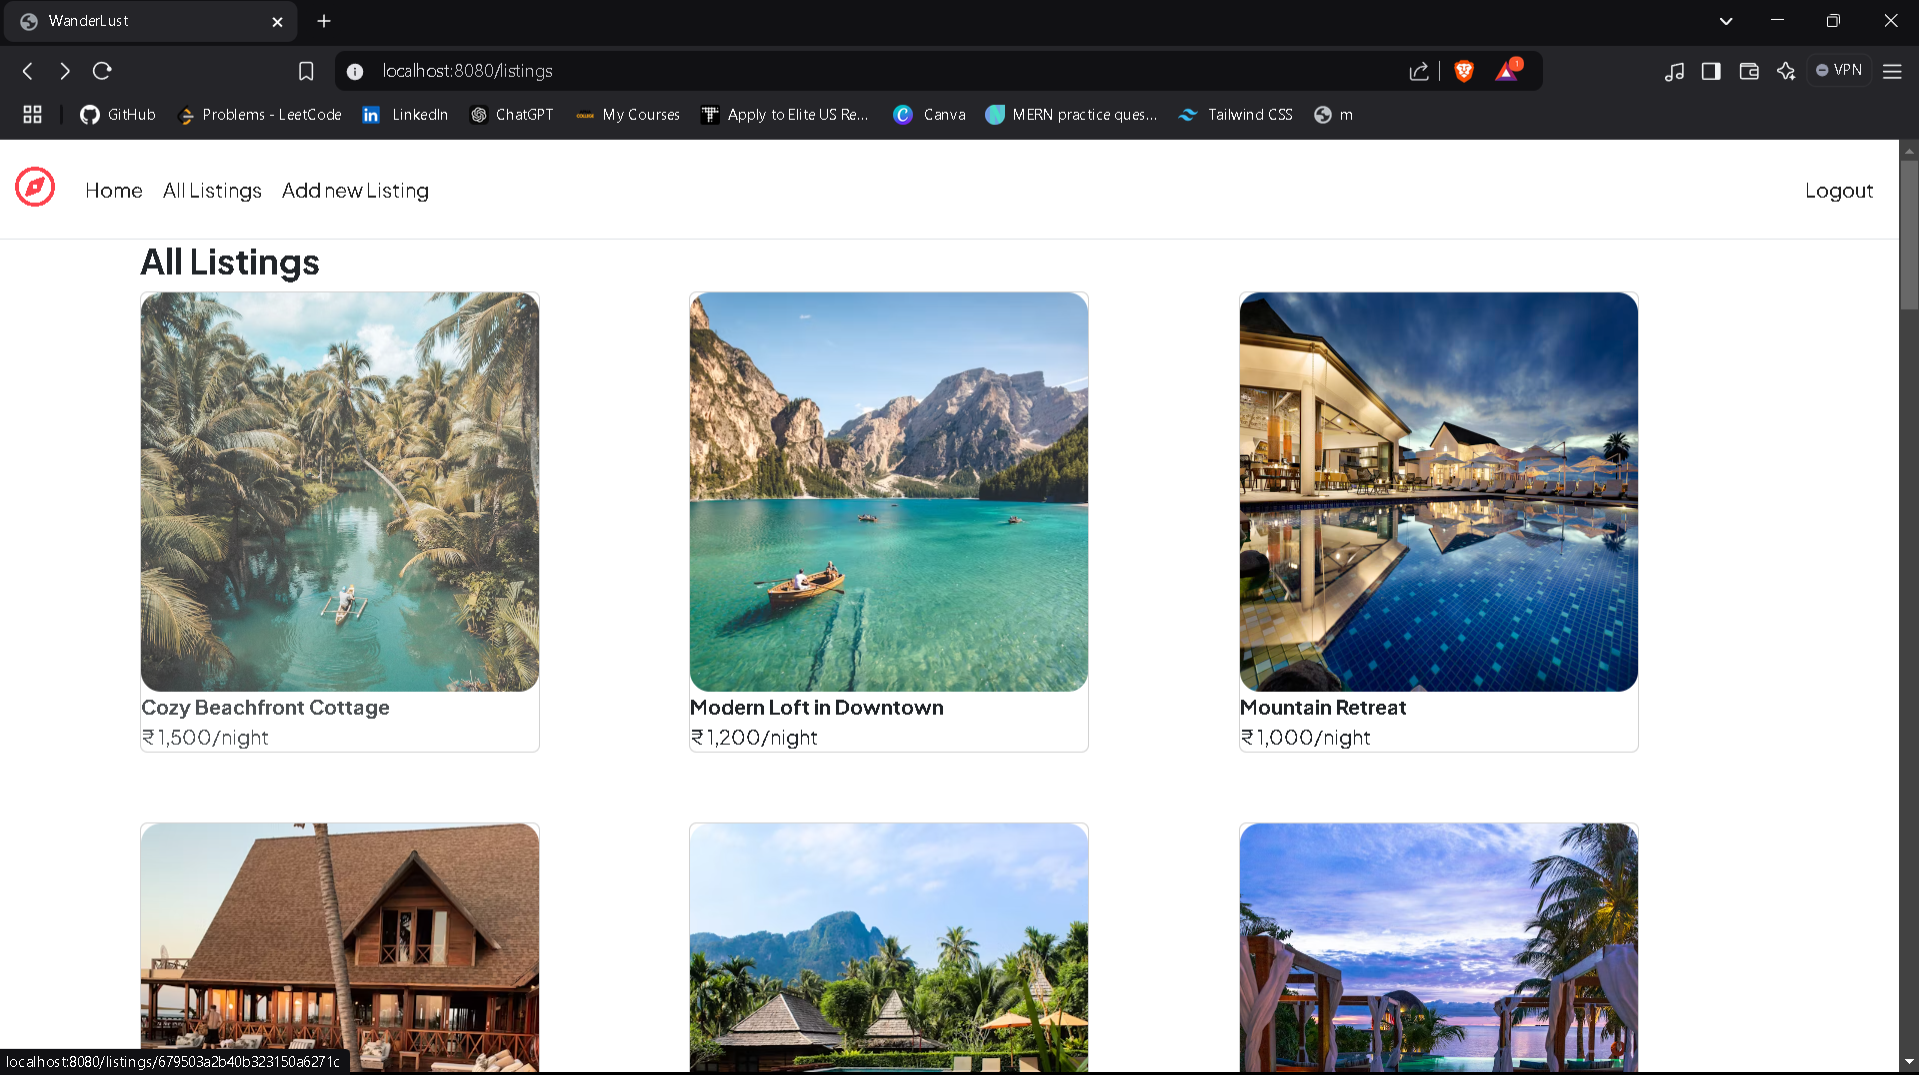 WanderLust
localhost:8080/listings
1
VPN
GitHub
Problems - LeetCode
LinkedIn
ChatGPT
My Courses
Apply to Elite US Re...
Canva
MERN practice ques...
Tailwind CSS
m
Home
All Listings
Add new Listing
Logout
All Listings
Cozy Beachfront Cottage
₹1,500/night
Modern Loft in Downtown
₹1,200/night
Mountain Retreat
₹1,000/night
localhost:8080/listings/679503a2b40b323150a6271c